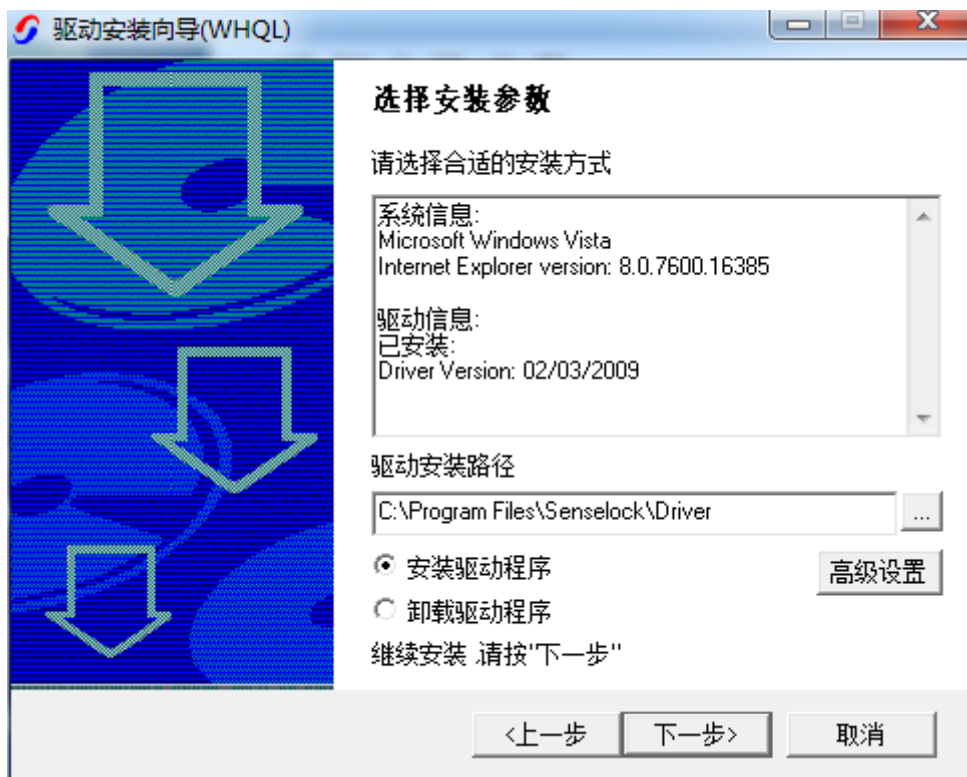 驱动安装向导(WHQL)
选择安装参数
请选择合适的安装方式
系统信息:
Microsoft Windows Vista
Internet Explorer version: 8.0.7600.16385
驱动信息:
已安装:
Driver Version: 02/03/2009
驱动安装路径
C:\Program Files\Senselock\Driver
...
安装驱动程序
高级设置
卸载驱动程序
继续安装,请按"下一步"
<上一步
下一步>
取消